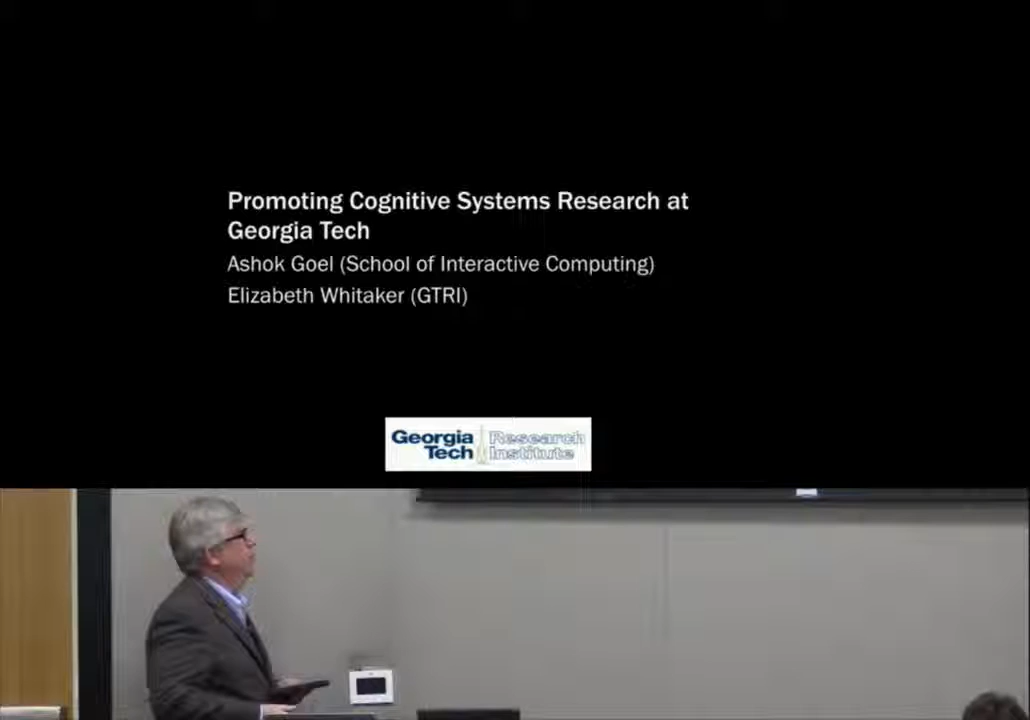 Promoting Cognitive Systems Research at
Georgia Tech
Ashok Goel (School of Interactive Computing)
Elizabeth Whitaker (GTRI)
Georgia Research
Tech Institute